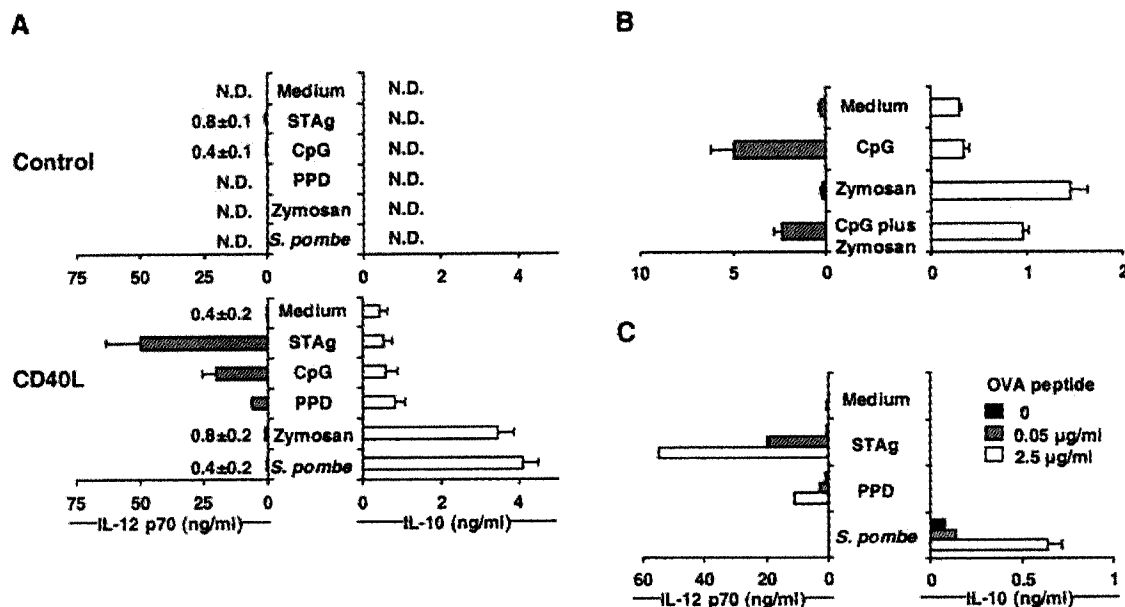 A
Control
N.D. Medium N.D.
0.8±0.1 STAg N.D.
0.4±0.1 CpG N.D.
N.D. PPD N.D.
N.D. Zymosan N.D.
N.D. S. pombe N.D.
75 50 25 0 0 2 4
CD40L
0.4±0.2 Medium
STAg
CpG
PPD
0.8±0.2 Zymosan
0.4±0.2 S. pombe
75 50 25 0 0 2 4
IL-12 p70 (ng/ml) IL-10 (ng/ml)
B
Medium
CpG
Zymosan
CpG plus
Zymosan
10 5 0 0 1 2
C
Medium
STAg
PPD
S. pombe
OVA peptide
0
0.05 µg/ml
2.5 µg/ml
60 40 20 0 0 0.5 1
IL-12 p70 (ng/ml) IL-10 (ng/ml)